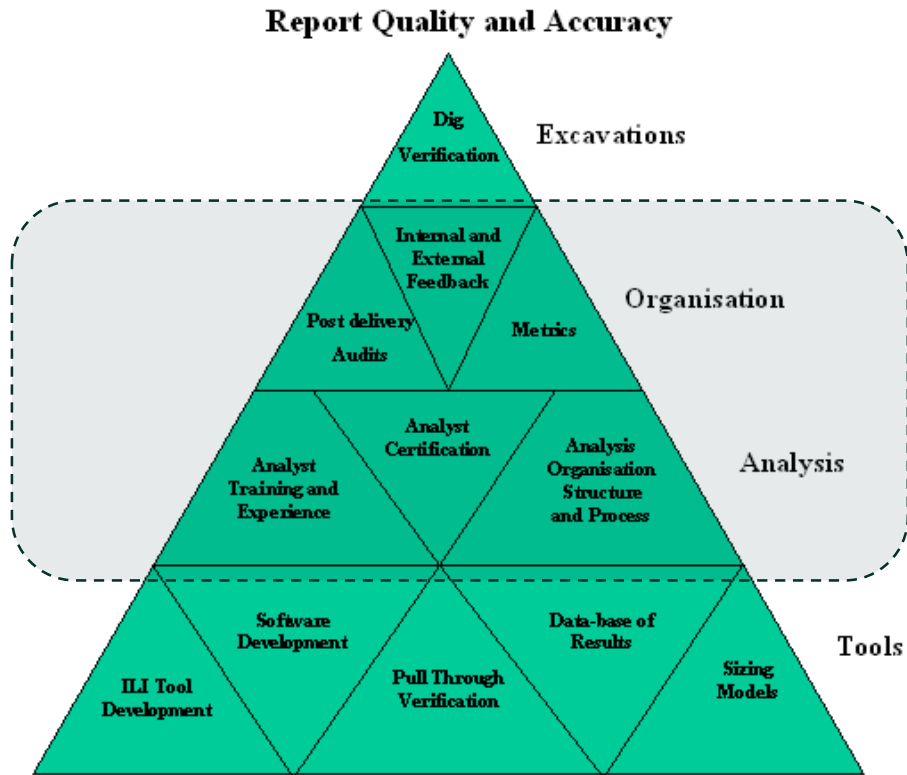 Report Quality and Accuracy
Dig
Verification
Excavations
Internal and
External
Feedback
Post delivery
Audits
Metrics
Organisation
Analyst
Training and
Experience
Analyst
Certification
Analysis
Organisation
Structure
and Process
Analysis
ILI Tool
Development
Software
Development
Pull Through
Verification
Data-base of
Results
Sizing
Models
Tools